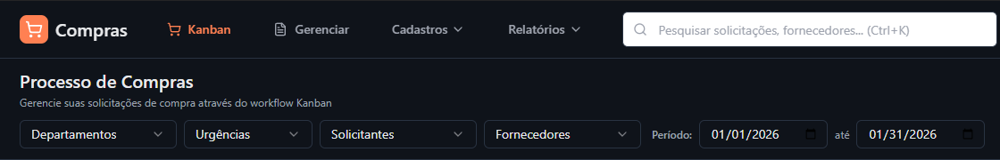 Compras Kanban Gerenciar Cadastros Relatórios Pesquisar solicitações, fornecedores... (Ctrl+K)
Processo de Compras
Gerencie suas solicitações de compra através do workflow Kanban
Departamentos Urgências Solicitantes Fornecedores Período: 01/01/2026 até 01/31/2026